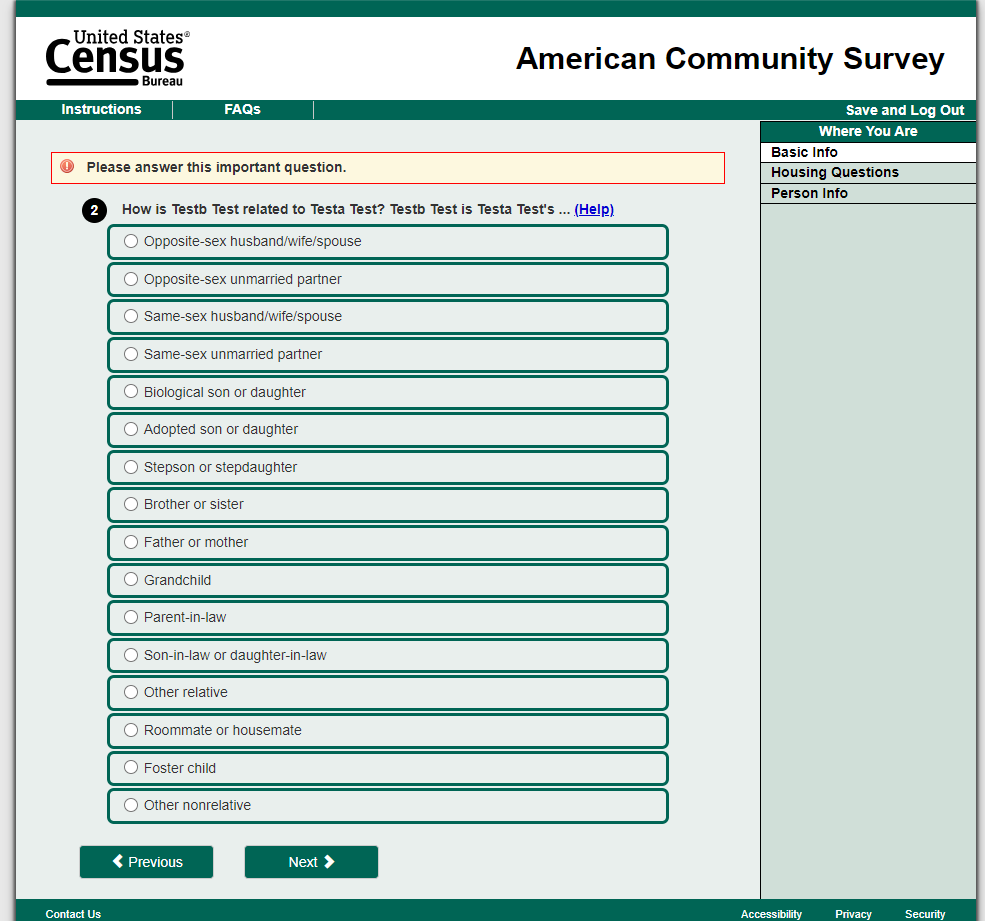 United States®
Census
Bureau
American Community Survey
Instructions
FAQs
Save and Log Out
Where You Are
Basic Info
Housing Questions
Person Info
Please answer this important question.
2 How is Testb Test related to Testa Test? Testb Test is Testa Test's ... (Help)
Opposite-sex husband/wife/spouse
Opposite-sex unmarried partner
Same-sex husband/wife/spouse
Same-sex unmarried partner
Biological son or daughter
Adopted son or daughter
Stepson or stepdaughter
Brother or sister
Father or mother
Grandchild
Parent-in-law
Son-in-law or daughter-in-law
Other relative
Roommate or housemate
Foster child
Other nonrelative
Previous
Next
Contact Us
Accessibility
Privacy
Security